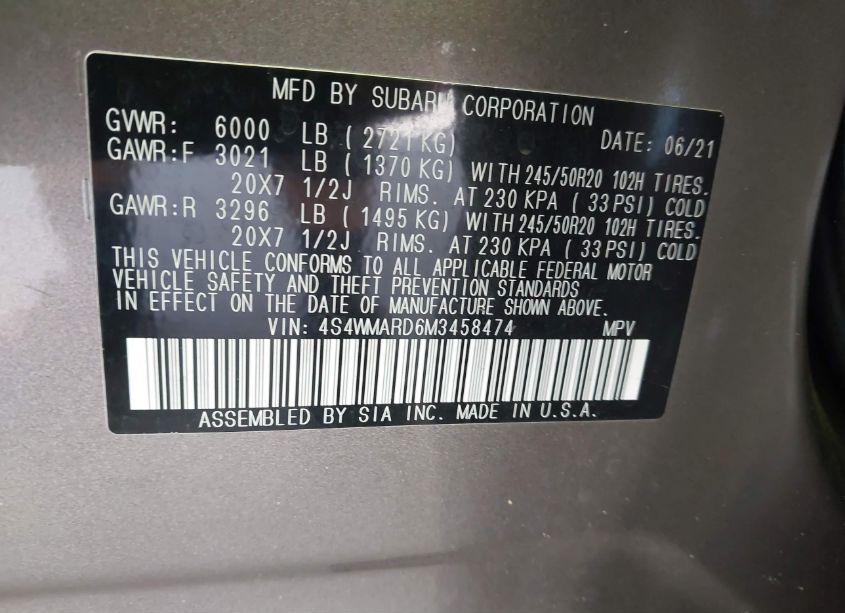 MFD BY SUBARU CORPORATION
GVWR: 6000 LB ( 2721 KG) DATE: 06/21
GAWR:F 3021 LB ( 1370 KG) WITH 245/50R20 102H TIRES.
20X7 1/2J RIMS. AT 230 KPA ( 33 PSI) COLD
GAWR:R 3296 LB ( 1495 KG) WITH 245/50R20 102H TIRES.
20X7 1/2J RIMS. AT 230 KPA ( 33 PSI) COLD
THIS VEHICLE CONFORMS TO ALL APPLICABLE FEDERAL MOTOR
VEHICLE SAFETY AND THEFT PREVENTION STANDARDS
IN EFFECT ON THE DATE OF MANUFACTURE SHOWN ABOVE.
VIN: 4S4WMARD6M3458474 MPV
ASSEMBLED BY SIA INC. MADE IN U.S.A.